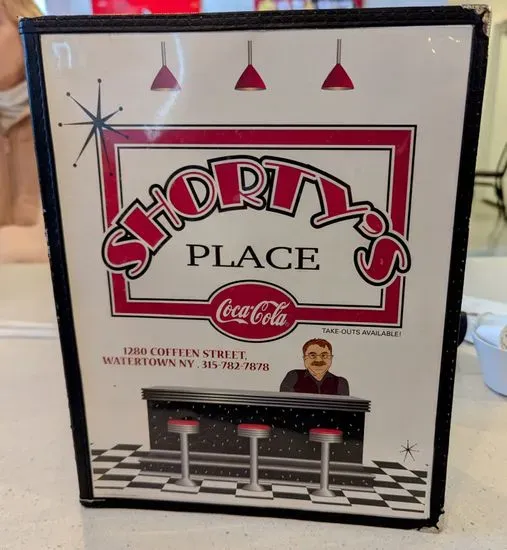 SHORTY'S
PLACE
Coca-Cola
TAKE-OUTS AVAILABLE!
1280 COFFEEN STREET,
WATERTOWN NY . 315-782-7878